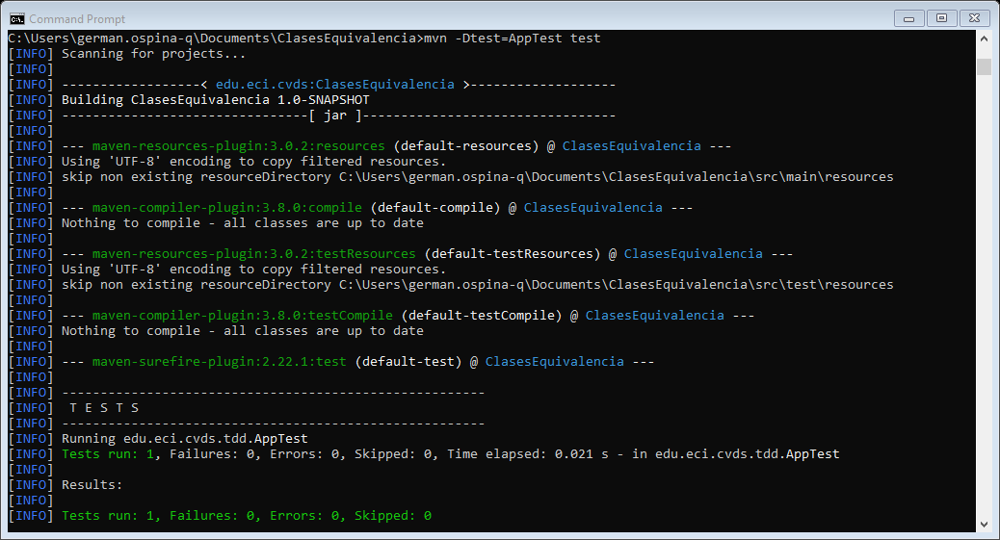 Command Prompt
C:\Users\german.ospina-q\Documents\ClasesEquivalencia>mvn -Dtest=AppTest test
[INFO] Scanning for projects...
[INFO]
[INFO] ------------------< edu.eci.cvds:ClasesEquivalencia >-------------------
[INFO] Building ClasesEquivalencia 1.0-SNAPSHOT
[INFO] --------------------------------[ jar ]---------------------------------
[INFO]
[INFO] --- maven-resources-plugin:3.0.2:resources (default-resources) @ ClasesEquivalencia ---
[INFO] Using 'UTF-8' encoding to copy filtered resources.
[INFO] skip non existing resourceDirectory C:\Users\german.ospina-q\Documents\ClasesEquivalencia\src\main\resources
[INFO]
[INFO] --- maven-compiler-plugin:3.8.0:compile (default-compile) @ ClasesEquivalencia ---
[INFO] Nothing to compile - all classes are up to date
[INFO]
[INFO] --- maven-resources-plugin:3.0.2:testResources (default-testResources) @ ClasesEquivalencia ---
[INFO] Using 'UTF-8' encoding to copy filtered resources.
[INFO] skip non existing resourceDirectory C:\Users\german.ospina-q\Documents\ClasesEquivalencia\src\test\resources
[INFO]
[INFO] --- maven-compiler-plugin:3.8.0:testCompile (default-testCompile) @ ClasesEquivalencia ---
[INFO] Nothing to compile - all classes are up to date
[INFO]
[INFO] --- maven-surefire-plugin:2.22.1:test (default-test) @ ClasesEquivalencia ---
[INFO]
[INFO] -------------------------------------------------------
[INFO]  T E S T S
[INFO] -------------------------------------------------------
[INFO] Running edu.eci.cvds.tdd.AppTest
[INFO] Tests run: 1, Failures: 0, Errors: 0, Skipped: 0, Time elapsed: 0.021 s - in edu.eci.cvds.tdd.AppTest
[INFO]
[INFO] Results:
[INFO]
[INFO] Tests run: 1, Failures: 0, Errors: 0, Skipped: 0